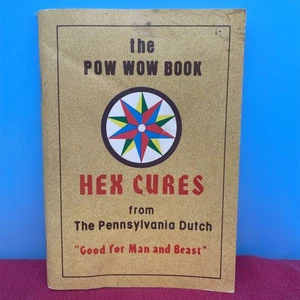 the
POW WOW BOOK
HEX CURES
from
The Pennsylvania Dutch
"Good for Man and Beast"